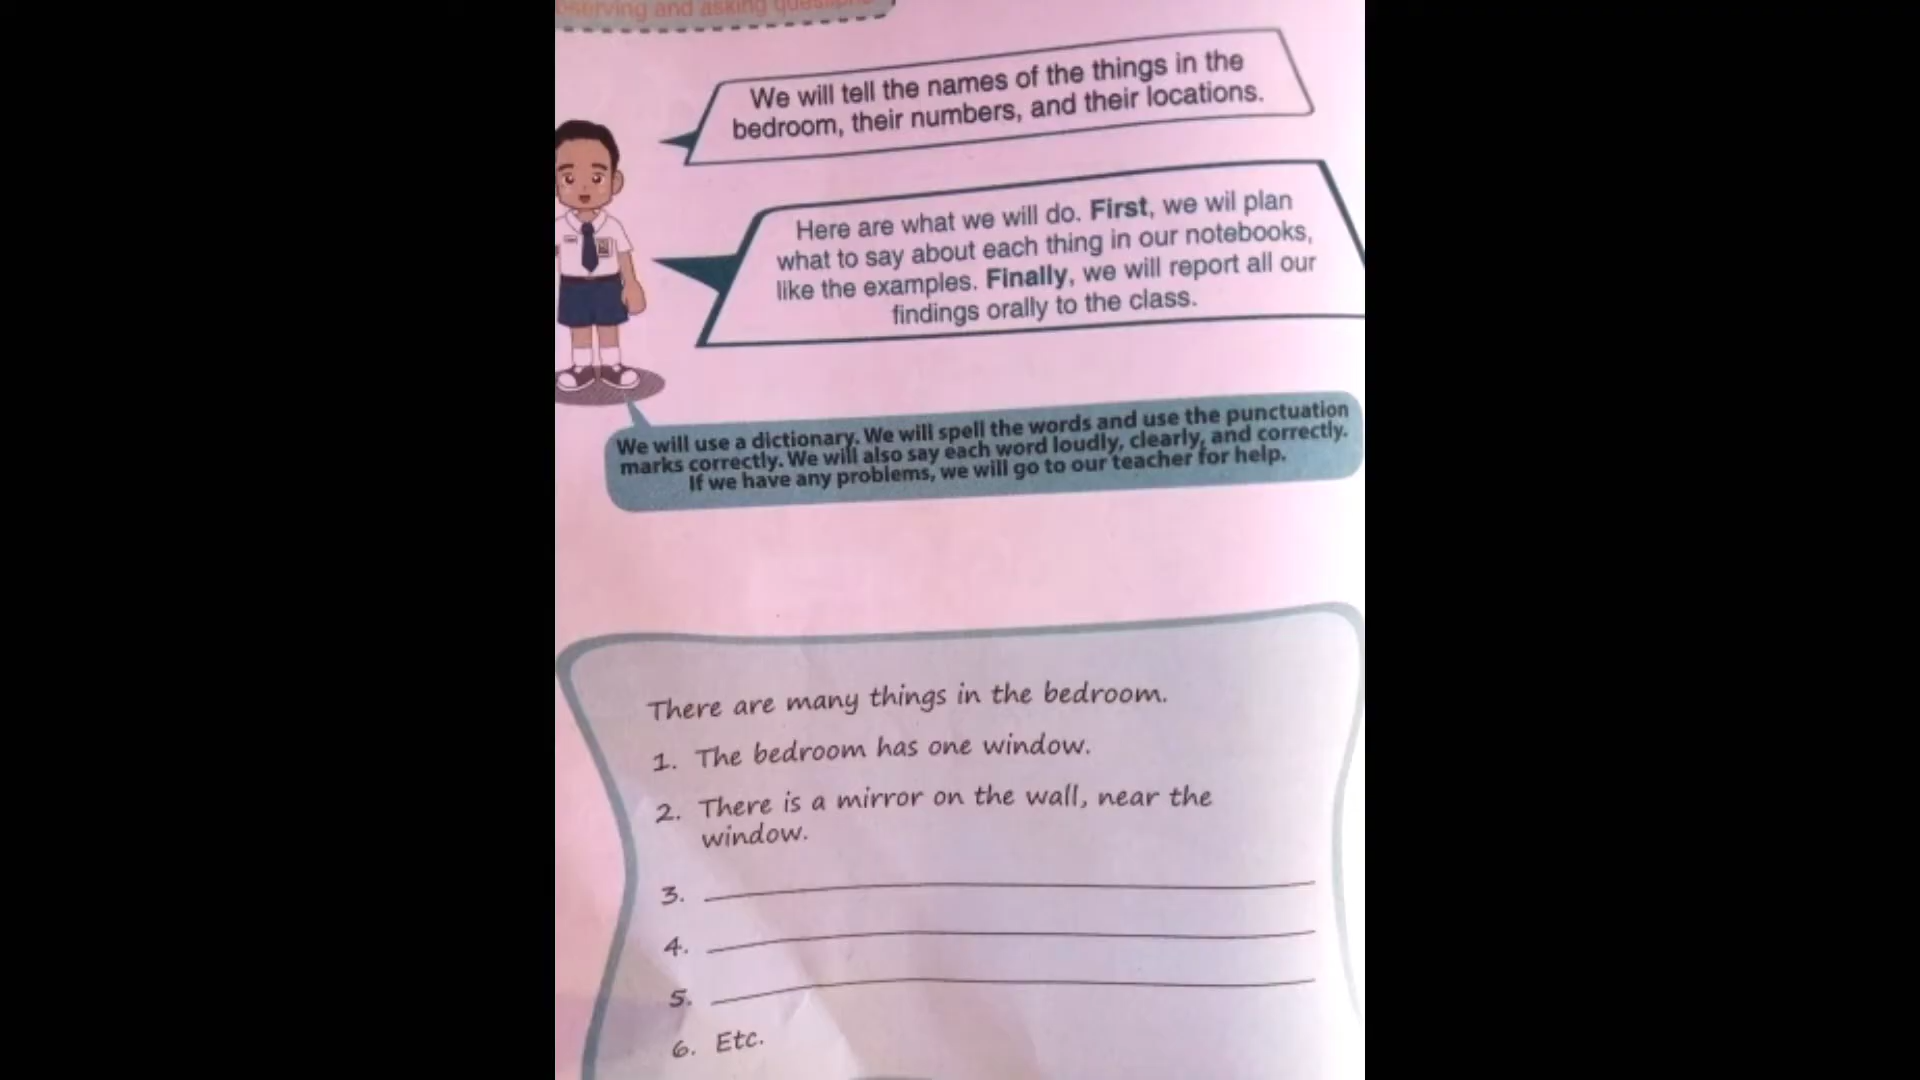 observing and asking questions
We will tell the names of the things in the
bedroom, their numbers, and their locations.
Here are what we will do. First, we wil plan
what to say about each thing in our notebooks,
like the examples. Finally, we will report all our
findings orally to the class.
We will use a dictionary. We will spell the words and use the punctuation
marks correctly. We will also say each word loudly, clearly, and correctly.
If we have any problems, we will go to our teacher for help.
There are many things in the bedroom.
1. The bedroom has one window.
2. There is a mirror on the wall, near the
window.
3.
4.
5.
6. Etc.